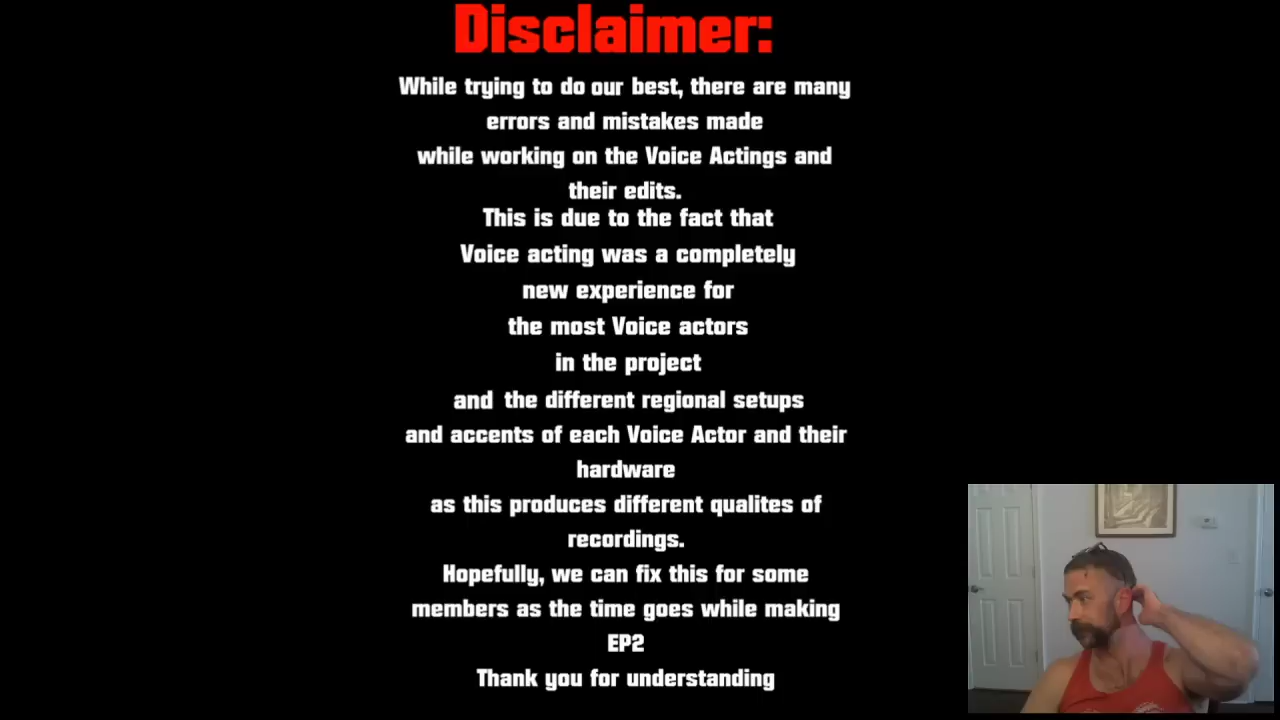 Disclaimer:
While trying to do our best, there are many
errors and mistakes made
while working on the Voice Actings and
their edits.
This is due to the fact that
Voice acting was a completely
new experience for
the most Voice actors
in the project
and the different regional setups
and accents of each Voice Actor and their
hardware
as this produces different qualites of
recordings.
Hopefully, we can fix this for some
members as the time goes while making
EP2
Thank you for understanding